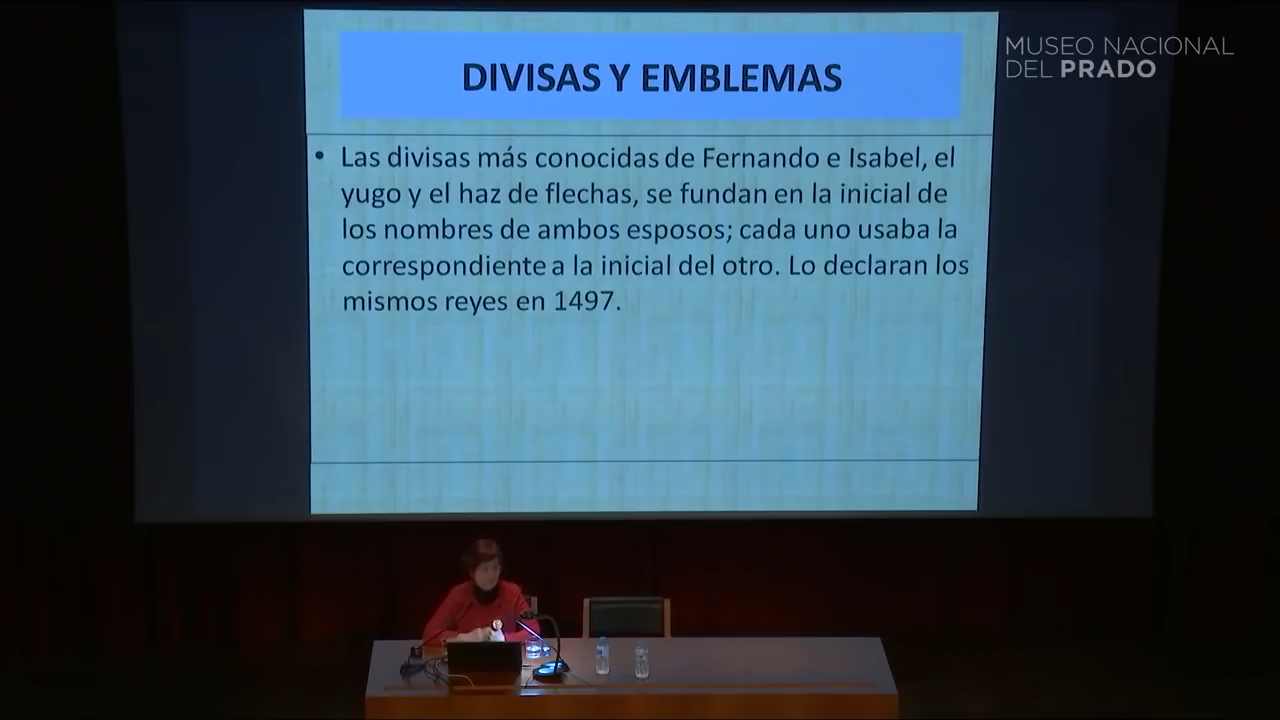 MUSEO NACIONAL
DEL PRADO
DIVISAS Y EMBLEMAS
• Las divisas más conocidas de Fernando e Isabel, el
yugo y el haz de flechas, se fundan en la inicial de
los nombres de ambos esposos; cada uno usaba la
correspondiente a la inicial del otro. Lo declaran los
mismos reyes en 1497.